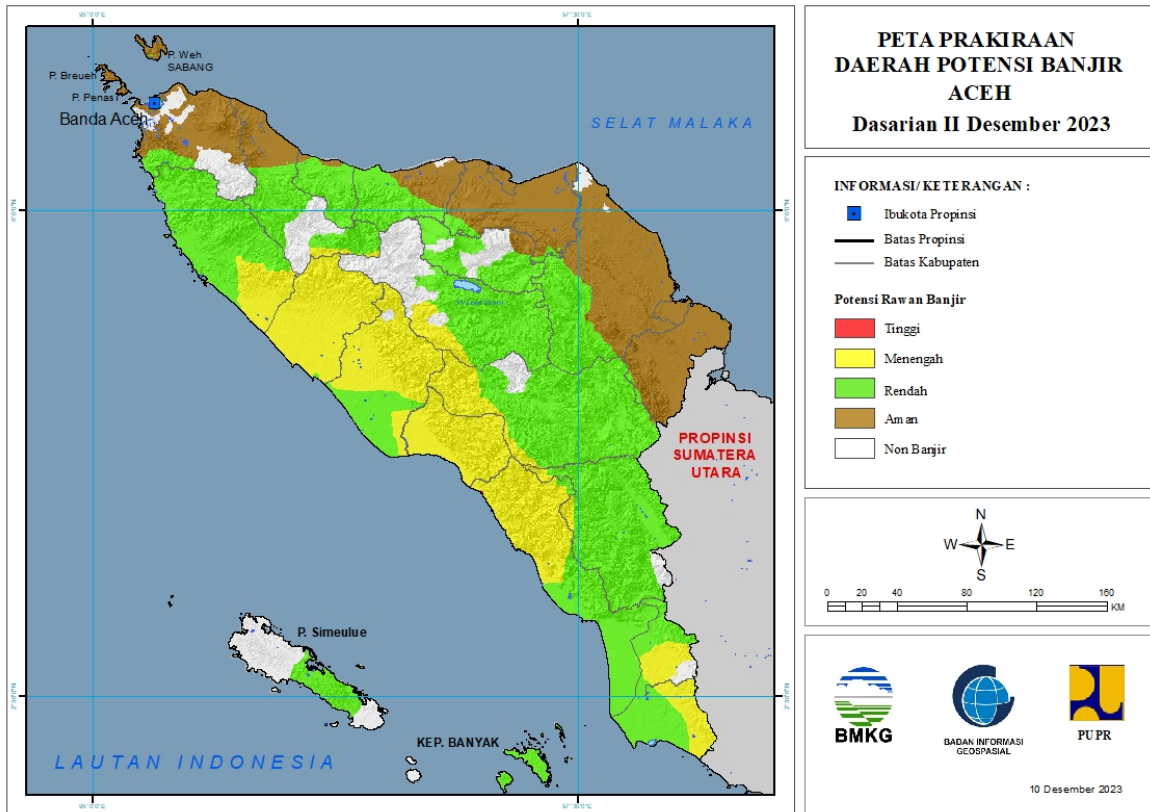 PETA PRAKIRAAN
DAERAH POTENSI BANJIR
ACEH
Dasarian II Desember 2023
INFORMASI/ KETERANGAN :
Ibukota Propinsi
Batas Propinsi
Batas Kabupaten
Potensi Rawan Banjir
Tinggi
Menengah
Rendah
Aman
Non Banjir
N
W E
S
0 20 40 80 120 160
KM
BMKG
BADAN INFORMASI
GEOSPASIAL
PUPR
10 Desember 2023
P. Weh
SABANG
P. Breueh
P. Penasi
Banda Aceh
SELAT MALAKA
PROPINSI
SUMATERA
UTARA
P. Simeulue
KEP. BANYAK
LAUTAN INDONESIA